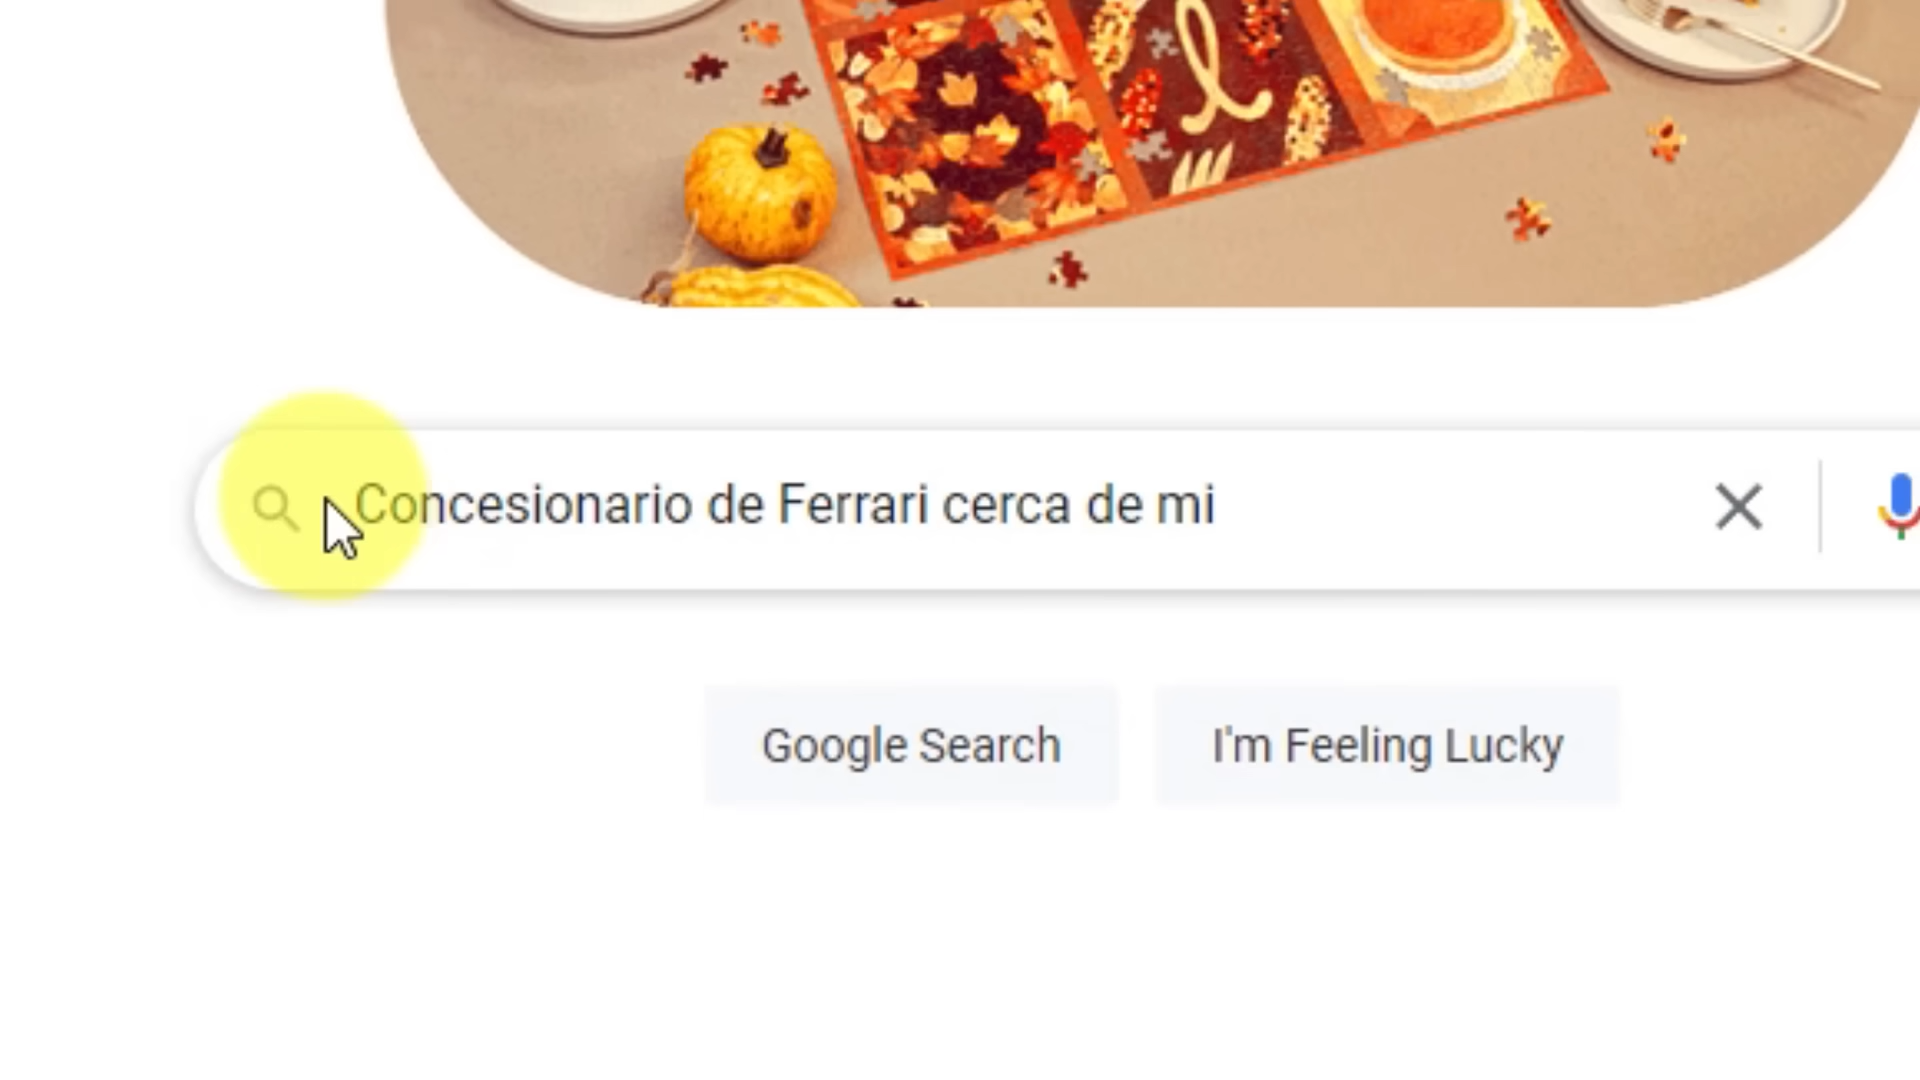 Concesionario de Ferrari cerca de mi
Google Search
I'm Feeling Lucky